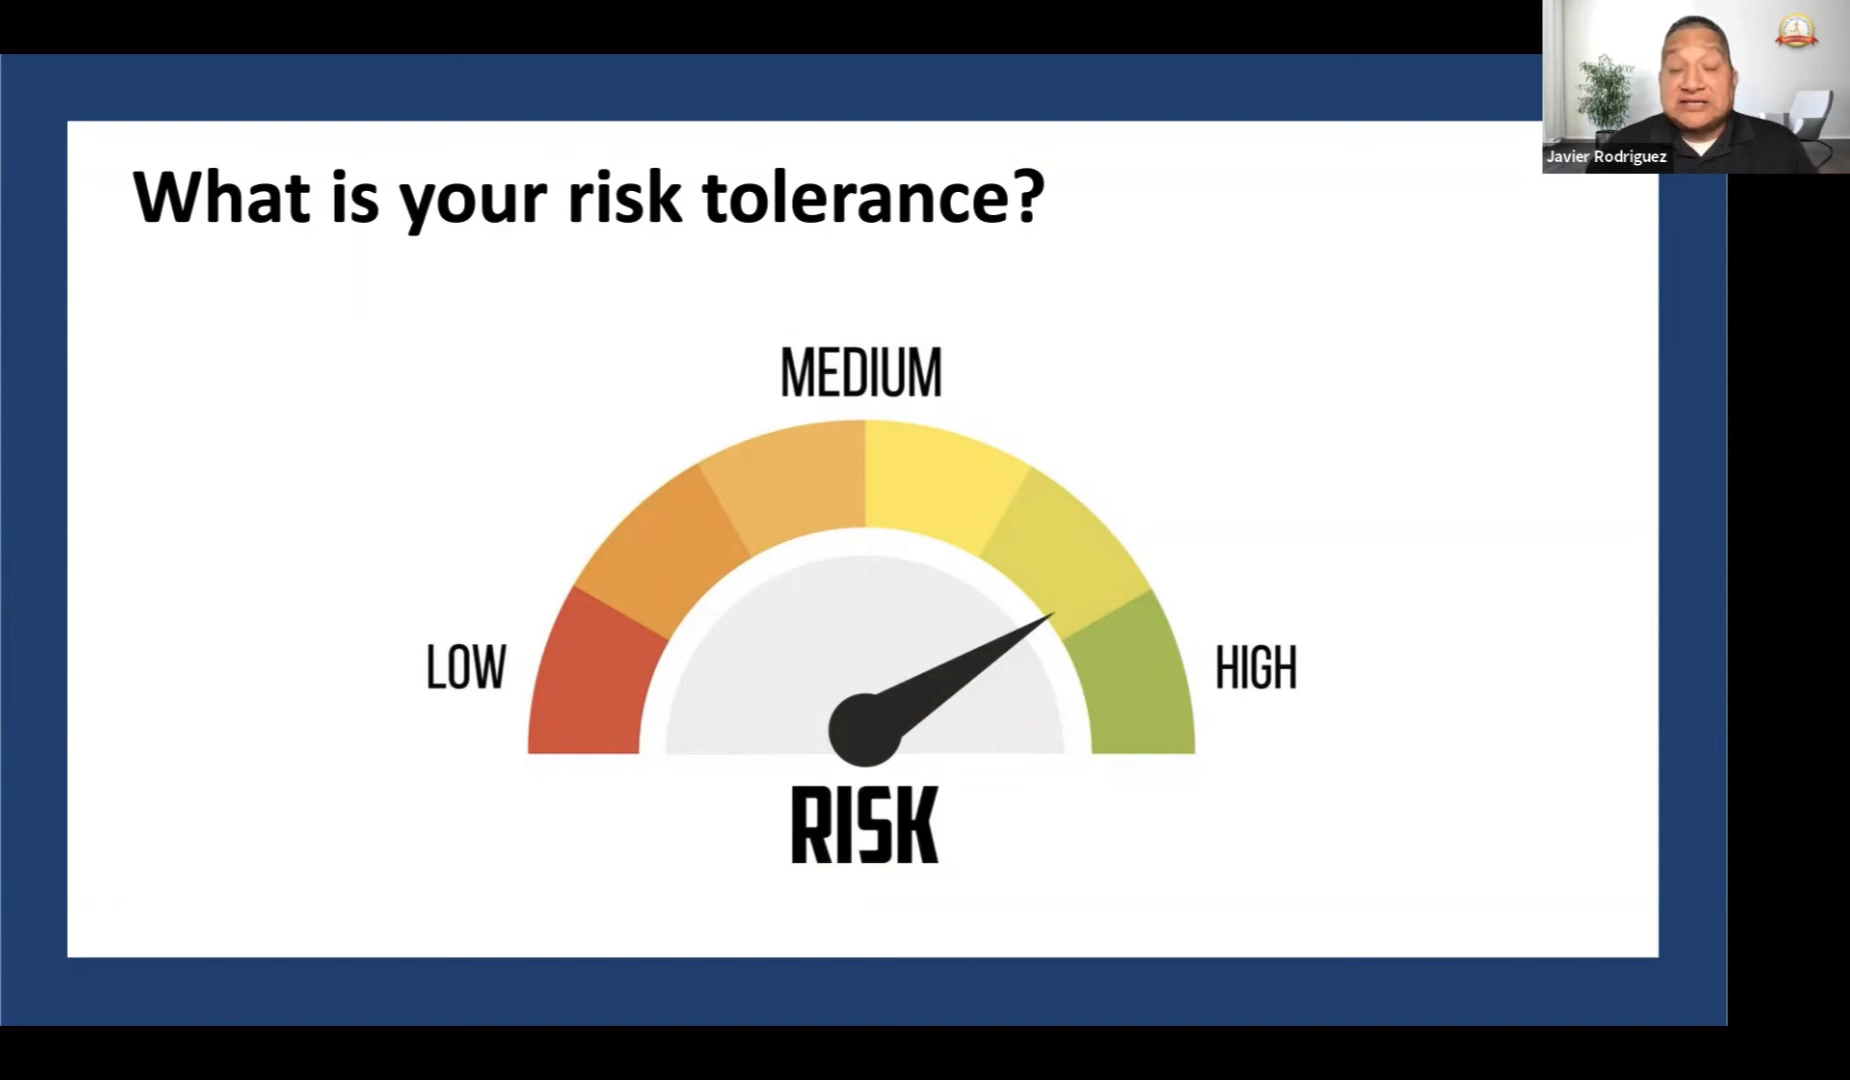 What is your risk tolerance?
Javier Rodriguez
MEDIUM
LOW
HIGH
RISK